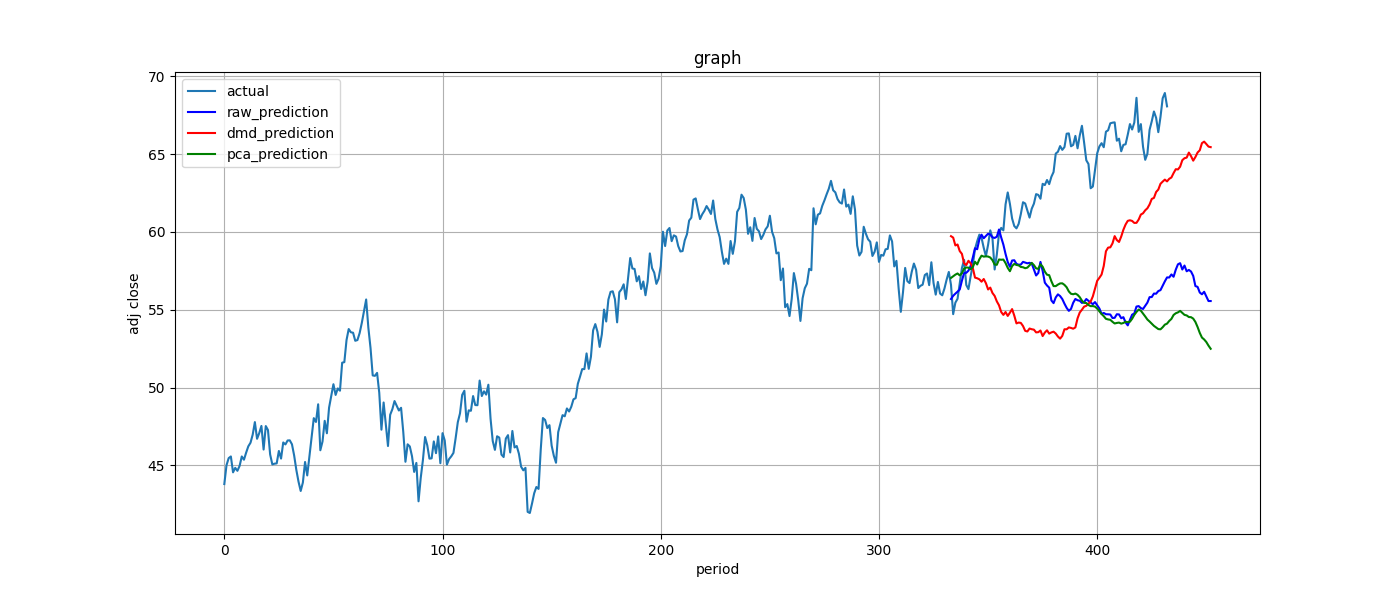 graph
70
65
60
55
50
45
adj close
actual
raw_prediction
dmd_prediction
pca_prediction
0 100 200 300 400
period